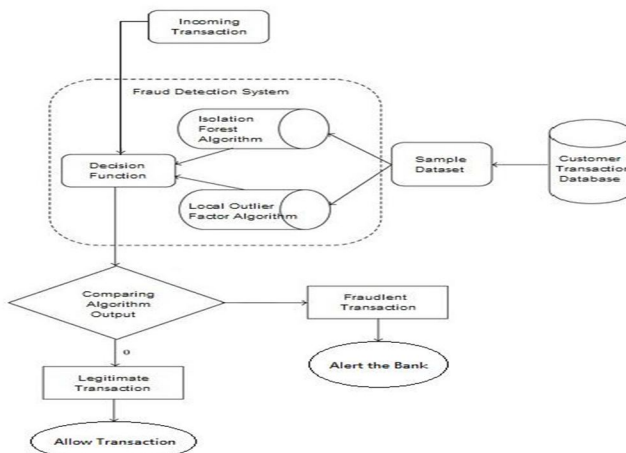 Incoming
Transaction
Fraud Detection System
Isolation
Forest
Algorithm
Decision
Function
Sample
Dataset
Customer
Transaction
Database
Local Outlier
Factor Algorithm
Comparing
Algorithm
Output
Fraudlent
Transaction
0
Alert the Bank
Legitimate
Transaction
Allow Transaction